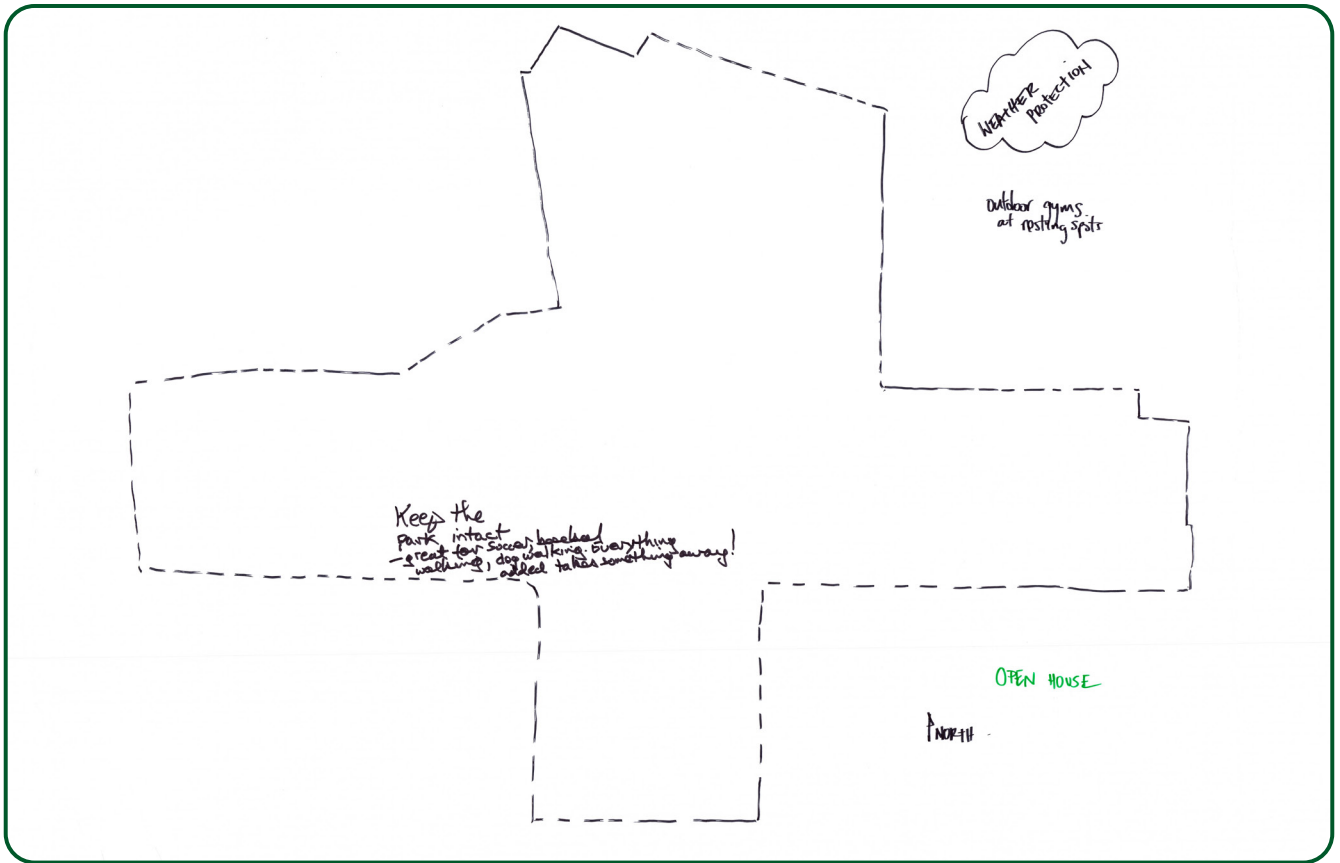 WEATHER
PROTECTION
outdoor gyms
at resting spots
Keep the
park intact
- great for soccer, baseball
walking, dog walking. Everything
added takes something away!
OPEN HOUSE
NORTH